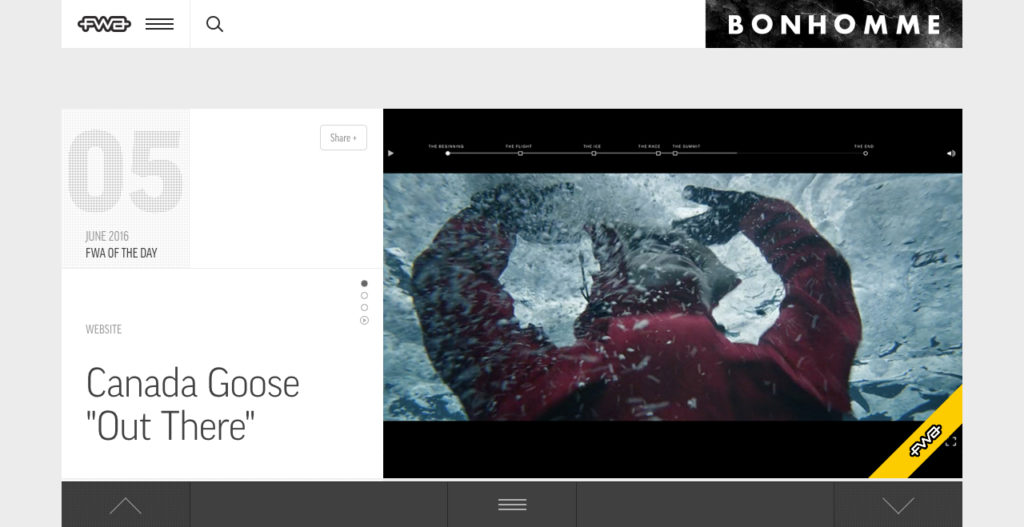 FWA
BONHOMME
05
Share +
JUNE 2016
FWA OF THE DAY
THE BEGINNING
THE FLIGHT
THE ICE
THE RACE
THE SUMMIT
THE END
WEBSITE
Canada Goose
"Out There"
FWA